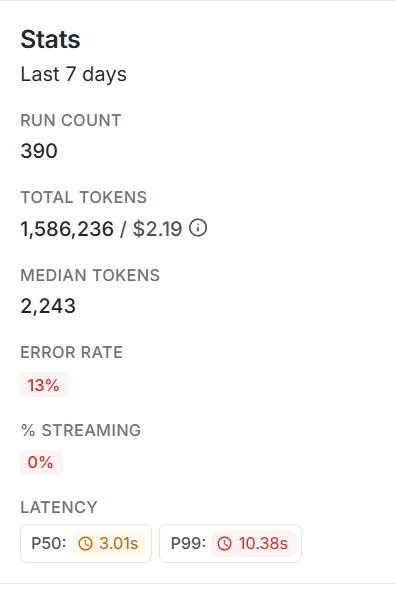 Stats
Last 7 days
RUN COUNT
390
TOTAL TOKENS
1,586,236 / $2.19
MEDIAN TOKENS
2,243
ERROR RATE
13%
% STREAMING
0%
LATENCY
P50: 3.01s P99: 10.38s